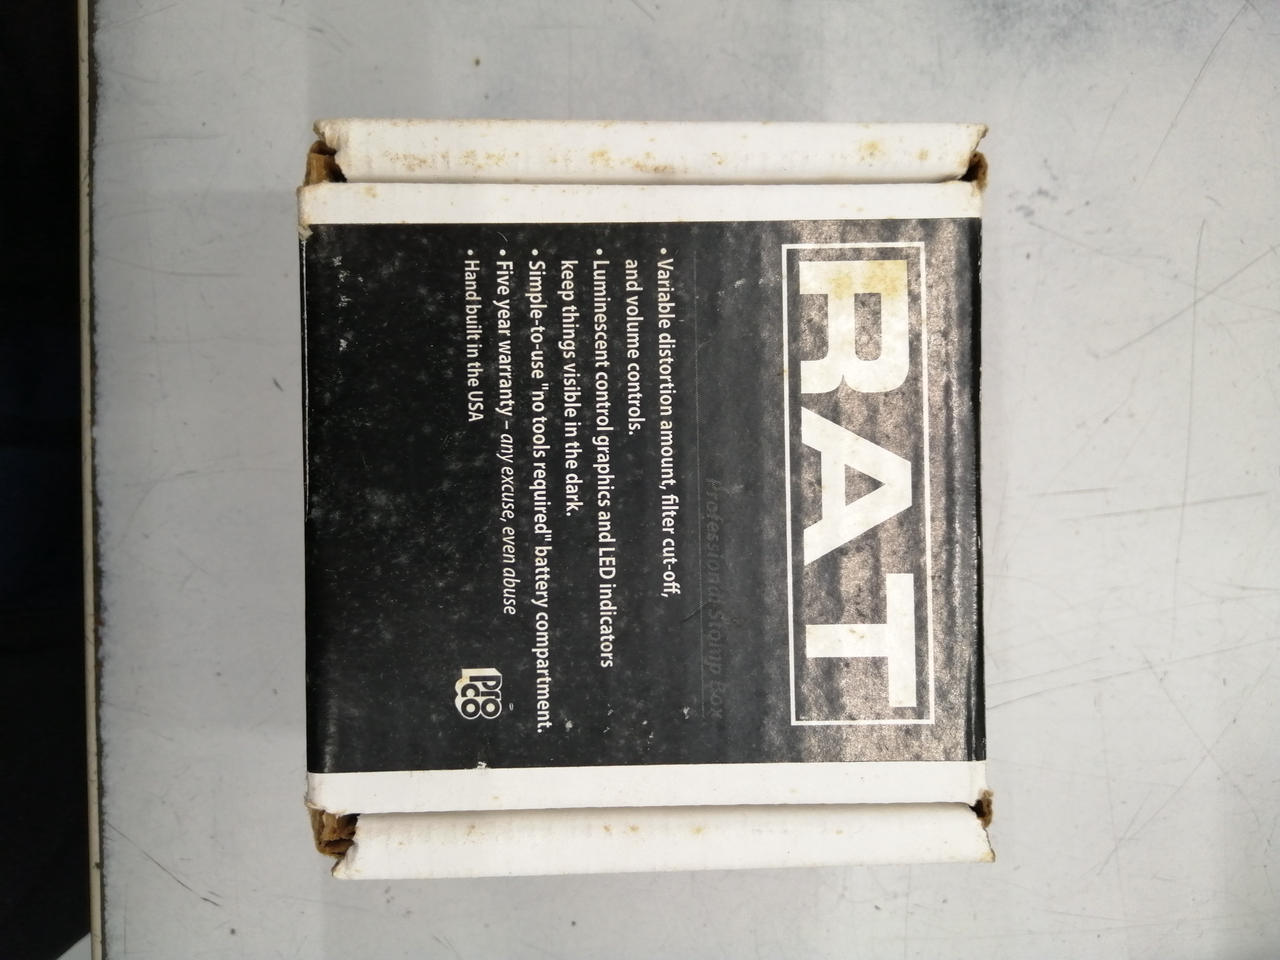 RAT
Professional Stomp Box
• Variable distortion amount, filter cut-off,
and volume controls.
• Luminescent control graphics and LED indicators
keep things visible in the dark.
• Simple-to-use "no tools required" battery compartment.
• Five year warranty – any excuse, even abuse
• Hand built in the USA
pro
co